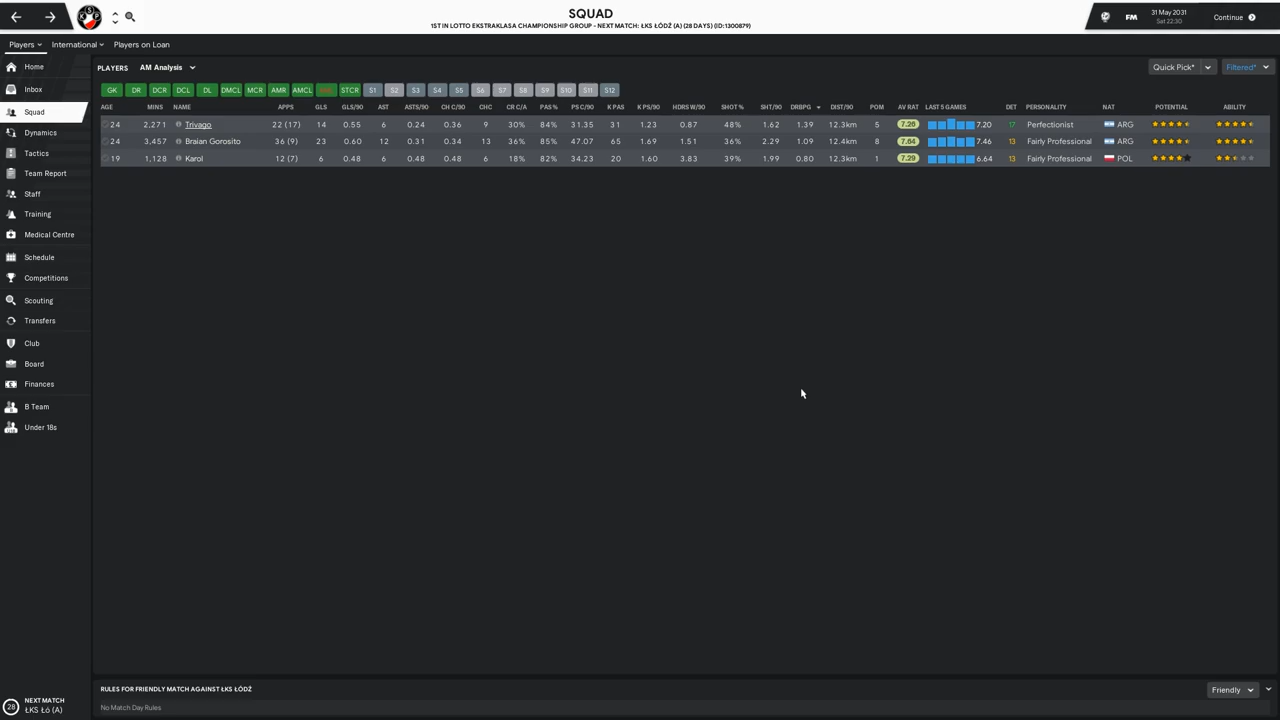 SQUAD
1ST IN LOTTO EKSTRAKLASA CHAMPIONSHIP GROUP - NEXT MATCH: ŁKS ŁÓDŹ (A) (28 DAYS) (ID:1300879)
FM
31 May 2031
Sat 22:30
Continue
Players International Players on Loan
Home
Inbox
Squad
Dynamics
Tactics
Team Report
Staff
Training
Medical Centre
Schedule
Competitions
Scouting
Transfers
Club
Board
Finances
B Team
Under 18s
PLAYERS AM Analysis Quick Pick* Filtered*
GK DR DCR DCL DL DMCL MCR AMR AMCL STCR S1 S2 S3 S4 S5 S6 S7 S8 S9 S10 S11 S12
AGE MINS NAME APPS GLS GLS/90 AST ASTS/90 CH C/90 CHC CR C/A PAS % PS C/90 K PAS K PS/90 HDRS W/90 SHOT % SHT/90 DRBPG DIST/90 POM AV RAT LAST 5 GAMES DET PERSONALITY NAT POTENTIAL ABILITY
24 2,271 Trivago 22 (17) 14 0.55 6 0.24 0.36 9 30% 84% 31.35 31 1.23 0.87 48% 1.62 1.39 12.3km 5 7.26 7.20 17 Perfectionist ARG
24 3,457 Braian Gorosito 36 (9) 23 0.60 12 0.31 0.34 13 36% 85% 47.07 65 1.69 1.51 36% 2.29 1.09 12.4km 8 7.64 7.46 13 Fairly Professional ARG
19 1,128 Karol 12 (7) 6 0.48 6 0.48 0.48 6 18% 82% 34.23 20 1.60 3.83 39% 1.99 0.80 12.3km 1 7.29 6.64 13 Fairly Professional POL
RULES FOR FRIENDLY MATCH AGAINST ŁKS ŁÓDŹ
Friendly
No Match Day Rules
28 NEXT MATCH
ŁKS Łó (A)